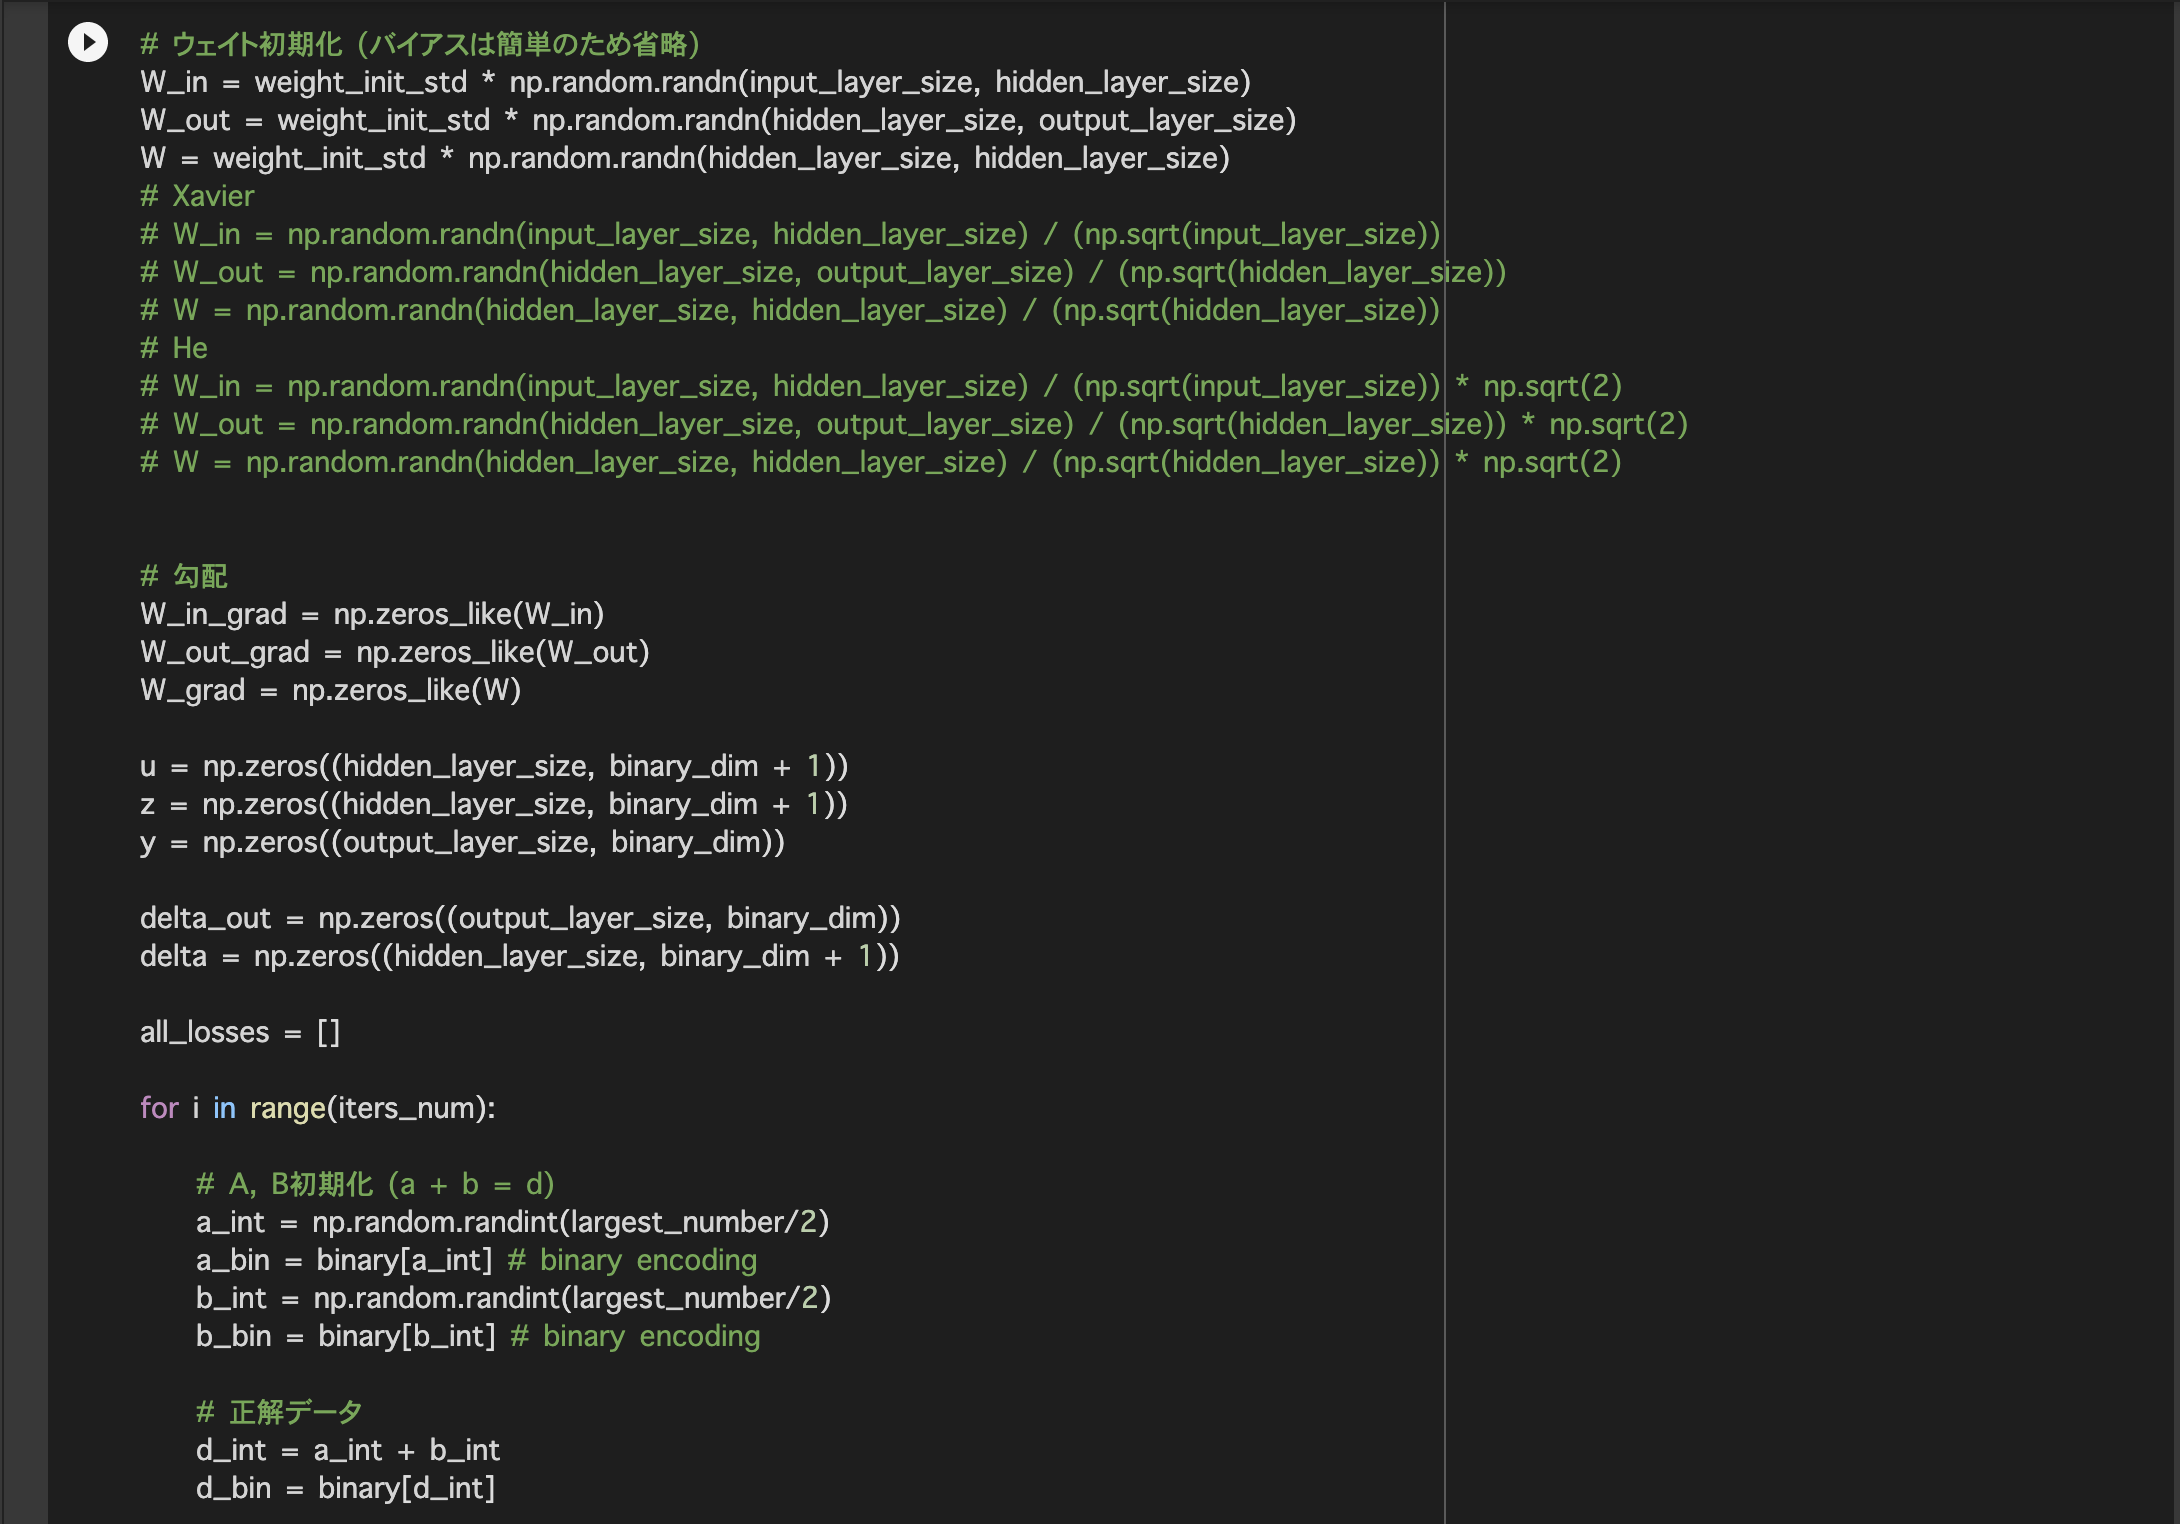 # ウェイト初期化 (バイアスは簡単のため省略)
W_in = weight_init_std * np.random.randn(input_layer_size, hidden_layer_size)
W_out = weight_init_std * np.random.randn(hidden_layer_size, output_layer_size)
W = weight_init_std * np.random.randn(hidden_layer_size, hidden_layer_size)
# Xavier
# W_in = np.random.randn(input_layer_size, hidden_layer_size) / (np.sqrt(input_layer_size))
# W_out = np.random.randn(hidden_layer_size, output_layer_size) / (np.sqrt(hidden_layer_size))
# W = np.random.randn(hidden_layer_size, hidden_layer_size) / (np.sqrt(hidden_layer_size))
# He
# W_in = np.random.randn(input_layer_size, hidden_layer_size) / (np.sqrt(input_layer_size)) * np.sqrt(2)
# W_out = np.random.randn(hidden_layer_size, output_layer_size) / (np.sqrt(hidden_layer_size)) * np.sqrt(2)
# W = np.random.randn(hidden_layer_size, hidden_layer_size) / (np.sqrt(hidden_layer_size)) * np.sqrt(2)
# 勾配
W_in_grad = np.zeros_like(W_in)
W_out_grad = np.zeros_like(W_out)
W_grad = np.zeros_like(W)
u = np.zeros((hidden_layer_size, binary_dim + 1))
z = np.zeros((hidden_layer_size, binary_dim + 1))
y = np.zeros((output_layer_size, binary_dim))
delta_out = np.zeros((output_layer_size, binary_dim))
delta = np.zeros((hidden_layer_size, binary_dim + 1))
all_losses = []
for i in range(iters_num):
# A, B初期化 (a + b = d)
a_int = np.random.randint(largest_number/2)
a_bin = binary[a_int] # binary encoding
b_int = np.random.randint(largest_number/2)
b_bin = binary[b_int] # binary encoding
# 正解データ
d_int = a_int + b_int
d_bin = binary[d_int]